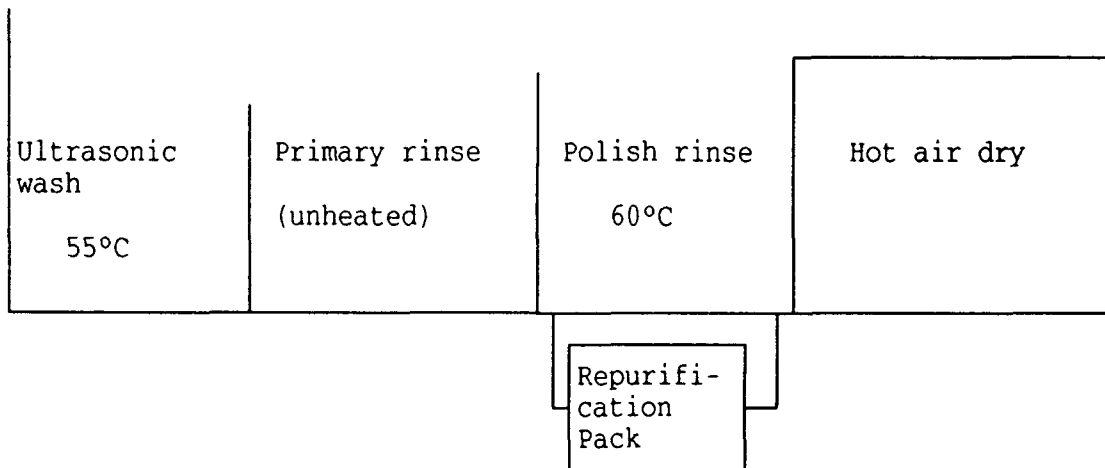 Ultrasonic
wash
55°C
Primary rinse
(unheated)
Polish rinse
60°C
Hot air dry
Repurifi-
cation
Pack